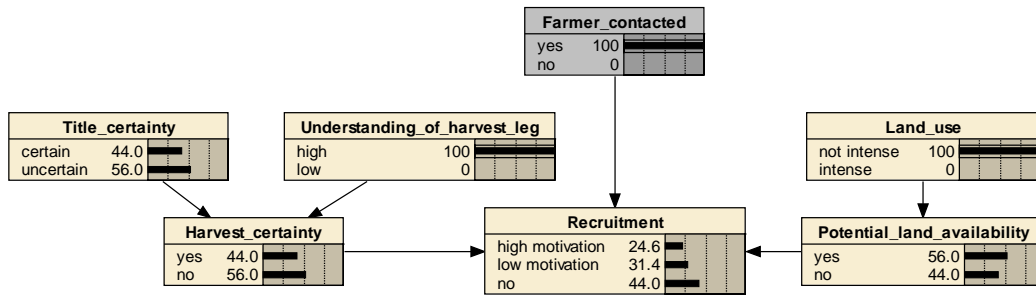 Farmer_contacted
yes 100
no 0
Title_certainty
certain 44.0
uncertain 56.0
Understanding_of_harvest_leg
high 100
low 0
Land_use
not intense 100
intense 0
Harvest_certainty
yes 44.0
no 56.0
Recruitment
high motivation 24.6
low motivation 31.4
no 44.0
Potential_land_availability
yes 56.0
no 44.0